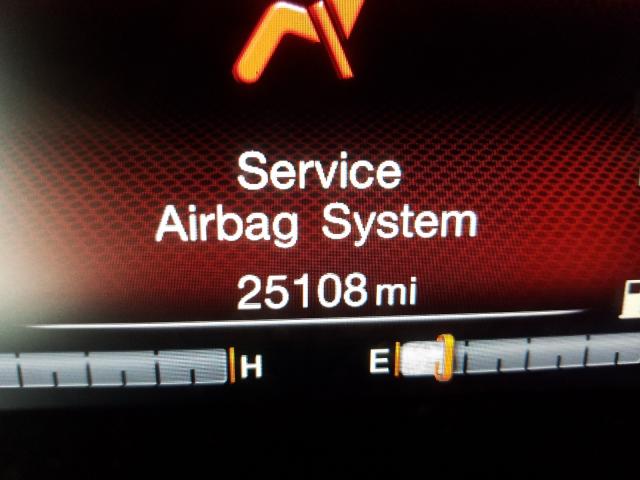 Service
Airbag System
25108 mi
H E